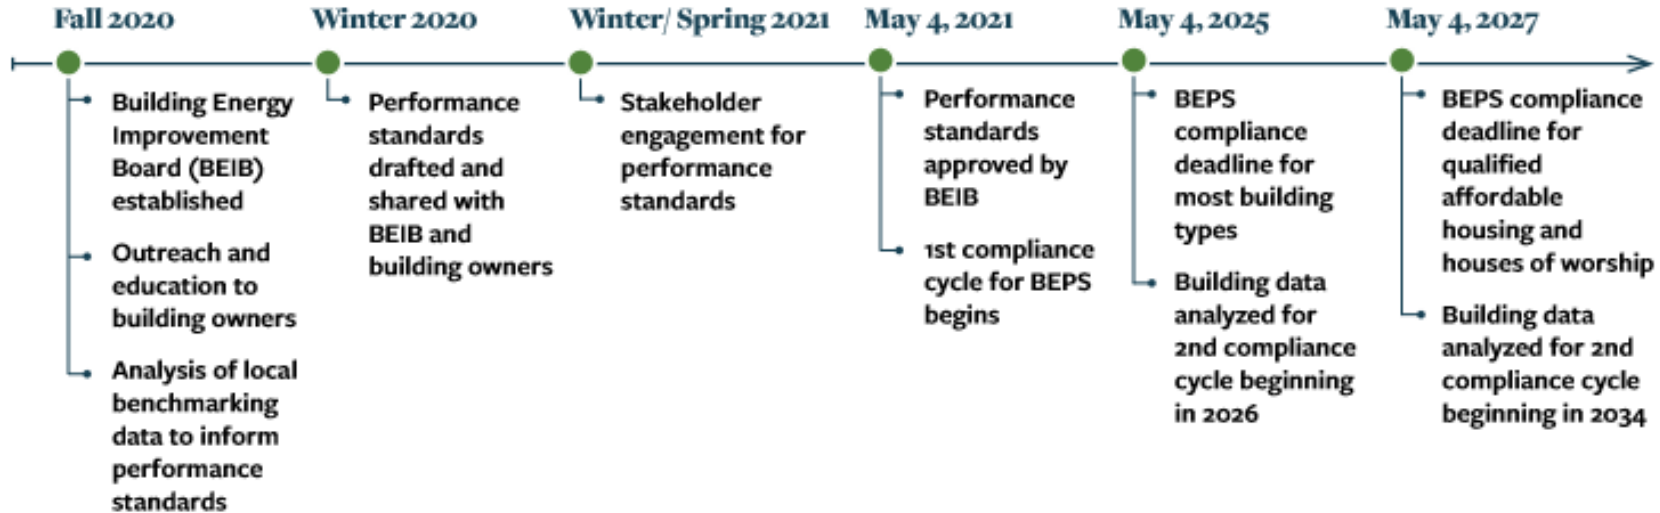 Fall 2020
Building Energy
Improvement
Board (BEIB)
established
Outreach and
education to
building owners
Analysis of local
benchmarking
data to inform
performance
standards
Winter 2020
Performance
standards
drafted and
shared with
BEIB and
building owners
Winter/ Spring 2021
Stakeholder
engagement for
performance
standards
May 4, 2021
Performance
standards
approved by
BEIB
1st compliance
cycle for BEPS
begins
May 4, 2025
BEPS
compliance
deadline for
most building
types
Building data
analyzed for
2nd compliance
cycle beginning
in 2026
May 4, 2027
BEPS compliance
deadline for
qualified
affordable
housing and
houses of worship
Building data
analyzed for 2nd
compliance cycle
beginning in 2034